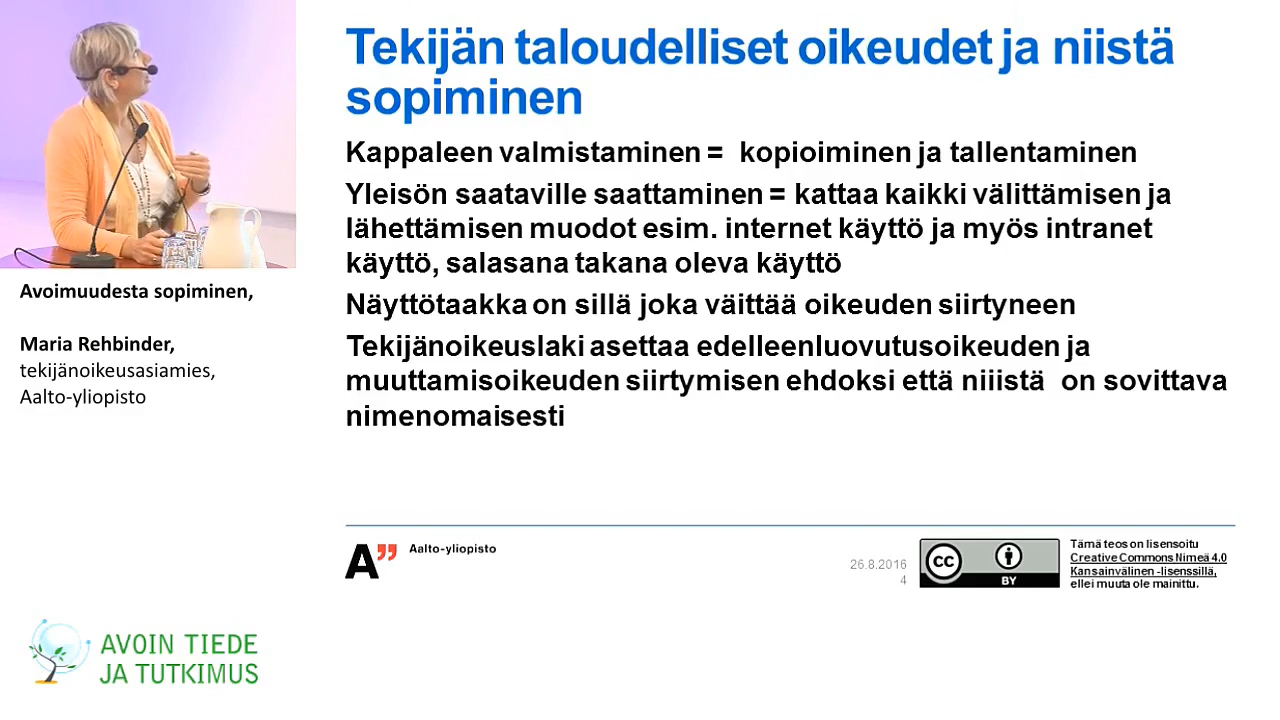 Tekijän taloudelliset oikeudet ja niistä
sopiminen
Kappaleen valmistaminen = kopioiminen ja tallentaminen
Yleisön saataville saattaminen = kattaa kaikki välittämisen ja
lähettämisen muodot esim. internet käyttö ja myös intranet
käyttö, salasana takana oleva käyttö
Näyttötaakka on sillä joka väittää oikeuden siirtyneen
Tekijänoikeuslaki asettaa edelleenluovutusoikeuden ja
muuttamisoikeuden siirtymisen ehdoksi että niiistä on sovittava
nimenomaisesti
Avoimuudesta sopiminen,
Maria Rehbinder,
tekijänoikeusasiamies,
Aalto-yliopisto
A”
Aalto-yliopisto
26.8.2016
4
cc
BY
Tämä teos on lisensoitu
Creative Commons Nimeä 4.0
Kansainvälinen -lisenssillä,
ellei muuta ole mainittu.
AVOIN TIEDE
JA TUTKIMUS